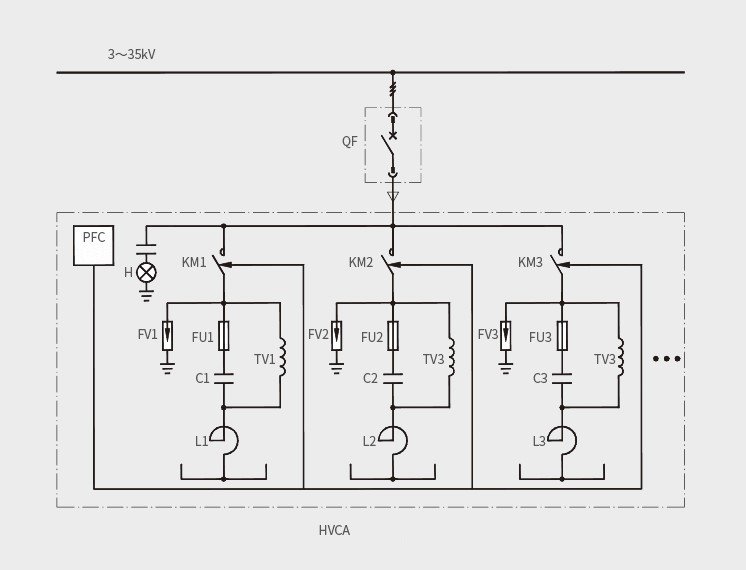 3～35kV
QF
PFC
H
KM1
KM2
KM3
FV1
FU1
TV1
C1
L1
FV2
FU2
TV3
C2
L2
FV3
FU3
TV3
C3
L3
HVCA